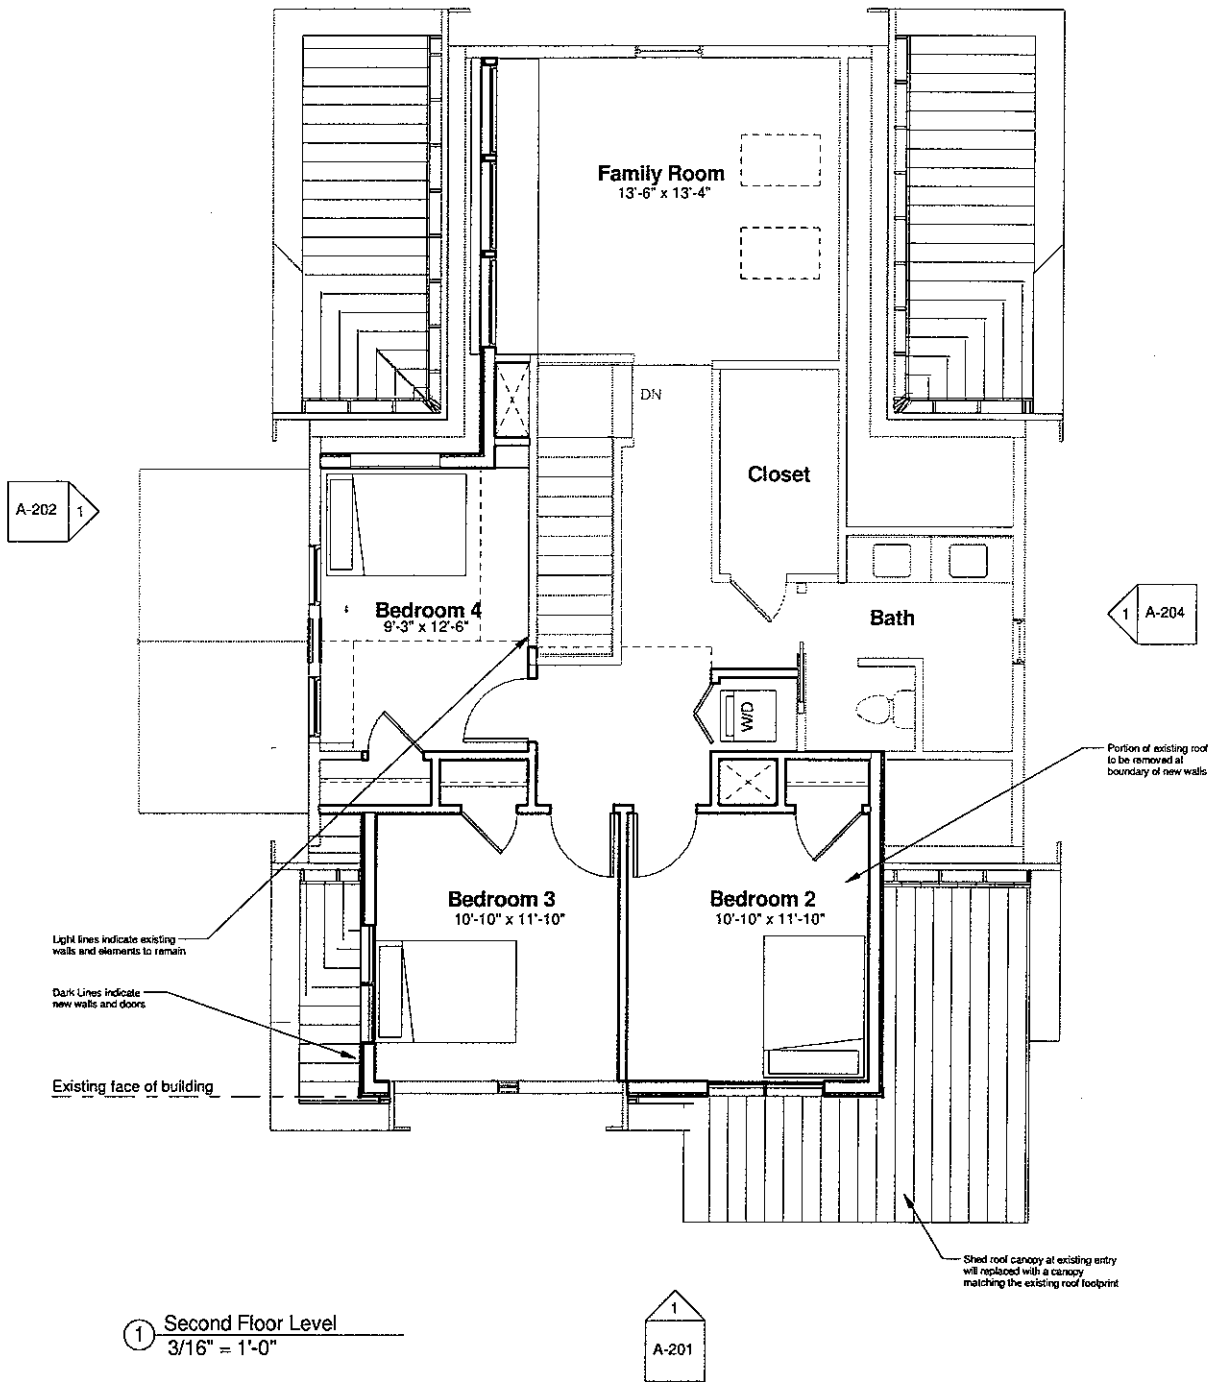 Family Room
13'-6" x 13'-4"
DN
Closet
A-202
1
Bedroom 4
9'-3" x 12'-6"
Bath
1
A-204
W/D
Portion of existing roof
to be removed at
boundary of new walls
Bedroom 3
10'-10" x 11'-10"
Bedroom 2
10'-10" x 11'-10"
Light lines indicate existing
walls and elements to remain
Dark Lines indicate
new walls and doors
Existing face of building
Shed roof canopy at existing entry
will replaced with a canopy
matching the existing roof footprint
1
Second Floor Level
3/16" = 1'-0"
1
A-201